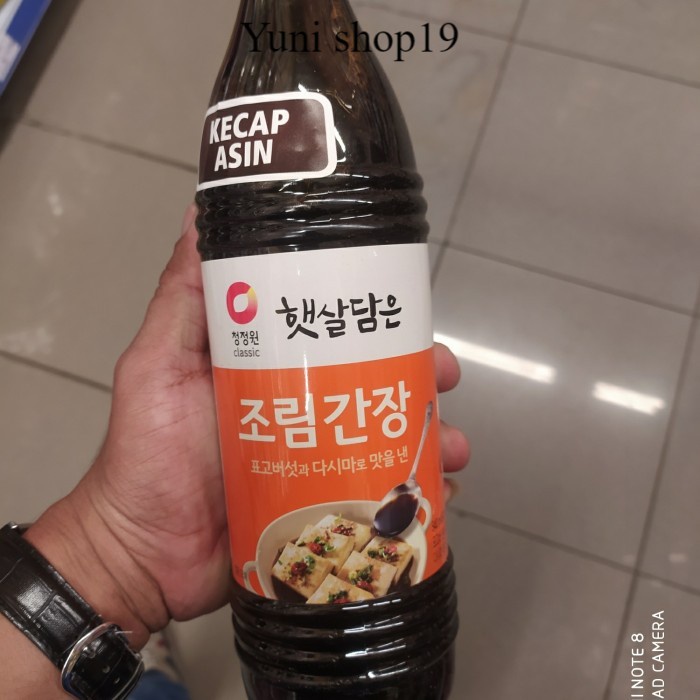 Yuni shop19
KECAP
ASIN
청정원
classic
햇살담은
조림간장
표고버섯과 다시마로 맛을 낸
I NOTE 8
AD CAMERA